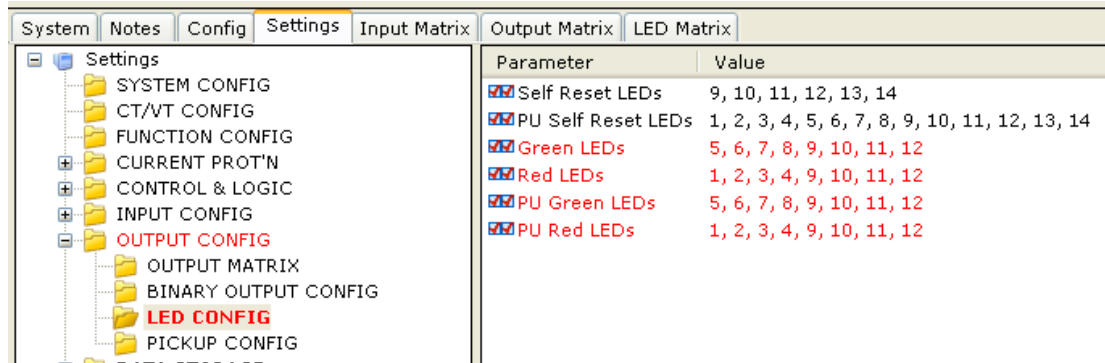 System Notes Config Settings Input Matrix Output Matrix LED Matrix
Settings
SYSTEM CONFIG
CT/VT CONFIG
FUNCTION CONFIG
CURRENT PROT'N
CONTROL & LOGIC
INPUT CONFIG
OUTPUT CONFIG
OUTPUT MATRIX
BINARY OUTPUT CONFIG
LED CONFIG
PICKUP CONFIG
Parameter Value
Self Reset LEDs 9, 10, 11, 12, 13, 14
PU Self Reset LEDs 1, 2, 3, 4, 5, 6, 7, 8, 9, 10, 11, 12, 13, 14
Green LEDs 5, 6, 7, 8, 9, 10, 11, 12
Red LEDs 1, 2, 3, 4, 9, 10, 11, 12
PU Green LEDs 5, 6, 7, 8, 9, 10, 11, 12
PU Red LEDs 1, 2, 3, 4, 9, 10, 11, 12